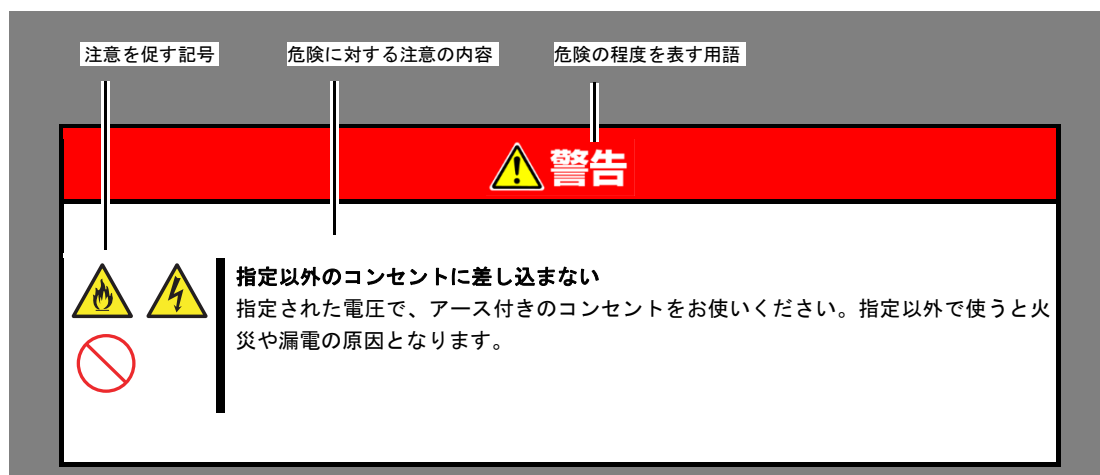 注意を促す記号
危険に対する注意の内容
危険の程度を表す用語
警告
指定以外のコンセントに差し込まない
指定された電圧で、アース付きのコンセントをお使いください。指定以外で使うと火
災や漏電の原因となります。